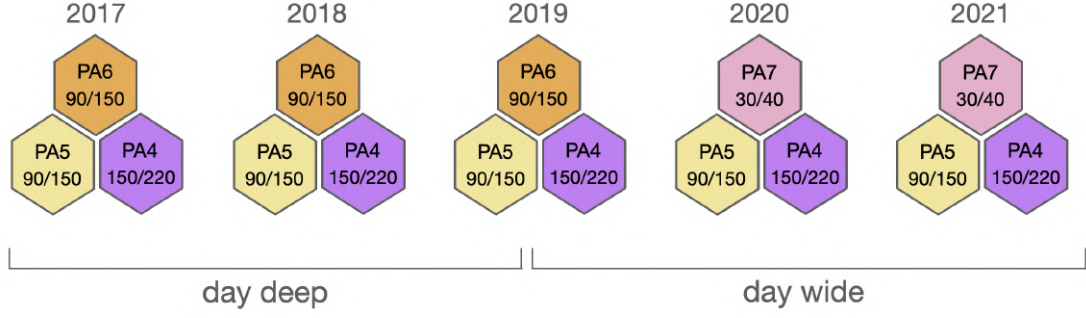 2017 2018 2019 2020 2021
PA6 PA6 PA6 PA7 PA7
90/150 90/150 90/150 30/40 30/40
PA5 PA4 PA5 PA4 PA5 PA4 PA5 PA4 PA5 PA4
90/150 150/220 90/150 150/220 90/150 150/220 90/150 150/220 90/150 150/220
day deep day wide